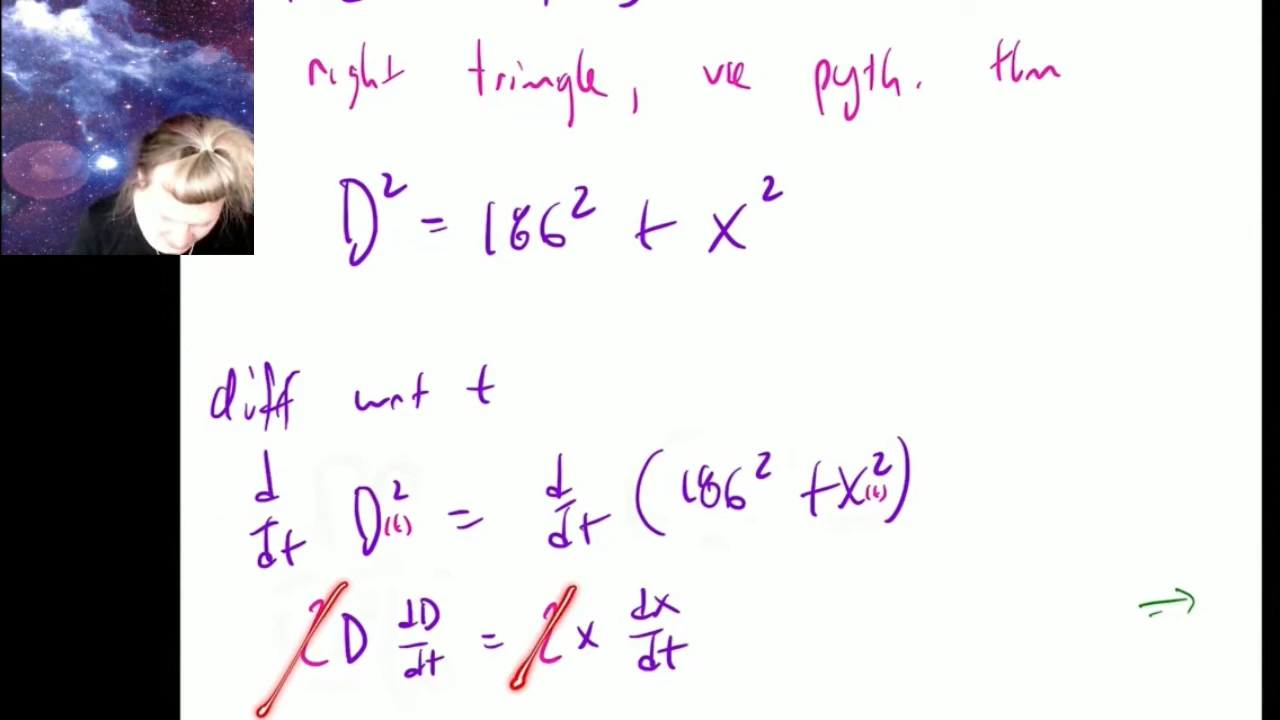 right tringle, use pyth. thm
D² = 186² + x²
diff wrt t
d/dt D²(t) = d/dt (186² + x²(t))
2D dD/dt = 2x dx/dt ⇒